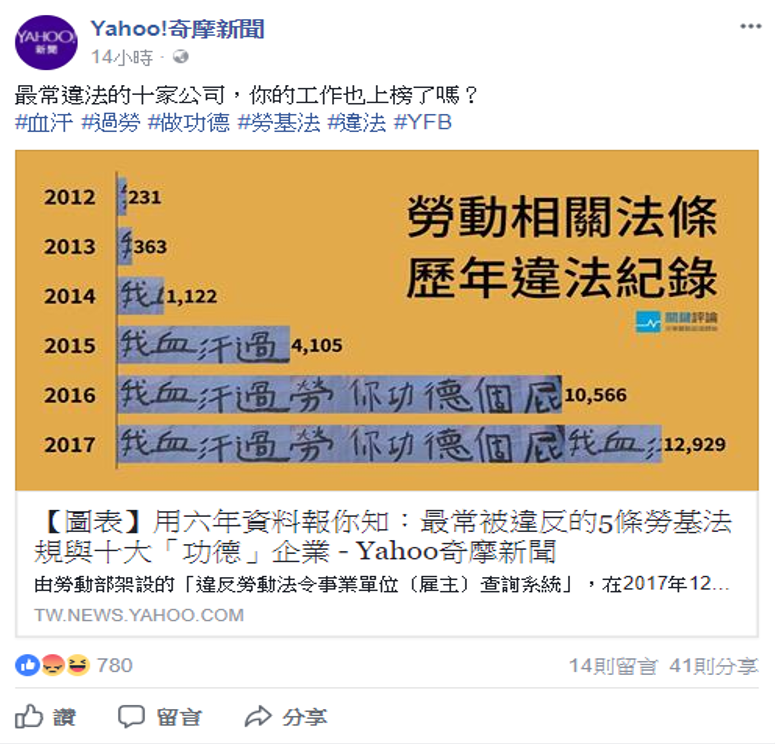 YAHOO!
新聞
Yahoo!奇摩新聞
14小時
最常違法的十家公司，你的工作也上榜了嗎？
#血汗 #過勞 #做功德 #勞基法 #違法 #YFB
勞動相關法條
歷年違法紀錄
關鍵評論
2012 231
2013 363
2014 我 1,122
2015 我血汗過 4,105
2016 我血汗過勞 你功德個屁 10,566
2017 我血汗過勞 你功德個屁我血 12,929
【圖表】用六年資料報你知：最常被違反的5條勞基法
規與十大「功德」企業 - Yahoo奇摩新聞
由勞動部架設的「違反勞動法令事業單位（雇主）查詢系統」，在2017年12...
TW.NEWS.YAHOO.COM
780
14則留言 41則分享
讚 留言 分享